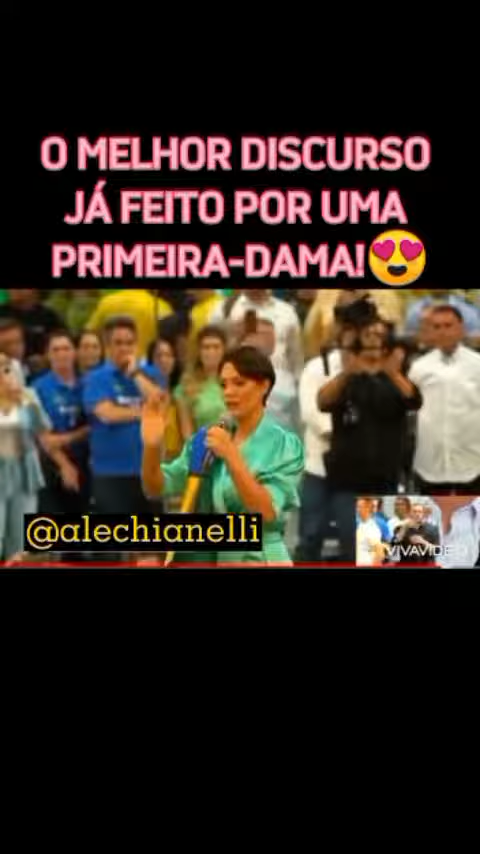 O MELHOR DISCURSO
JÁ FEITO POR UMA
PRIMEIRA-DAMA!😍
@alechianelli
VIVAVIDEO